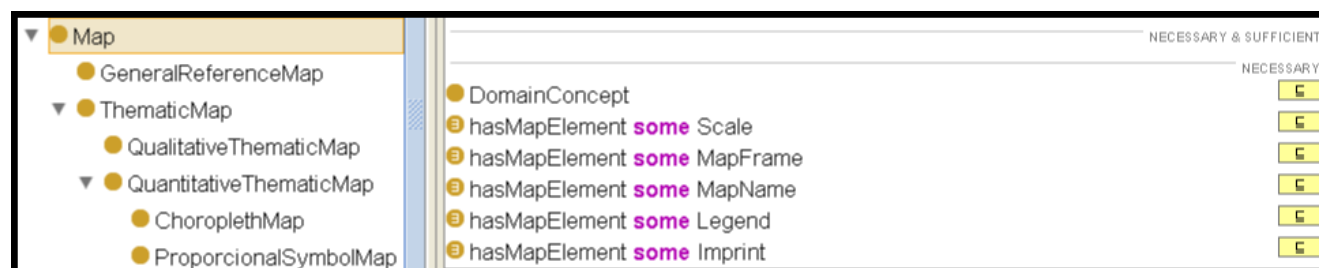 Map
GeneralReferenceMap
ThematicMap
QualitativeThematicMap
QuantitativeThematicMap
ChoroplethMap
ProporcionalSymbolMap
NECESSARY & SUFFICIENT
NECESSARY
DomainConcept
hasMapElement some Scale
hasMapElement some MapFrame
hasMapElement some MapName
hasMapElement some Legend
hasMapElement some Imprint